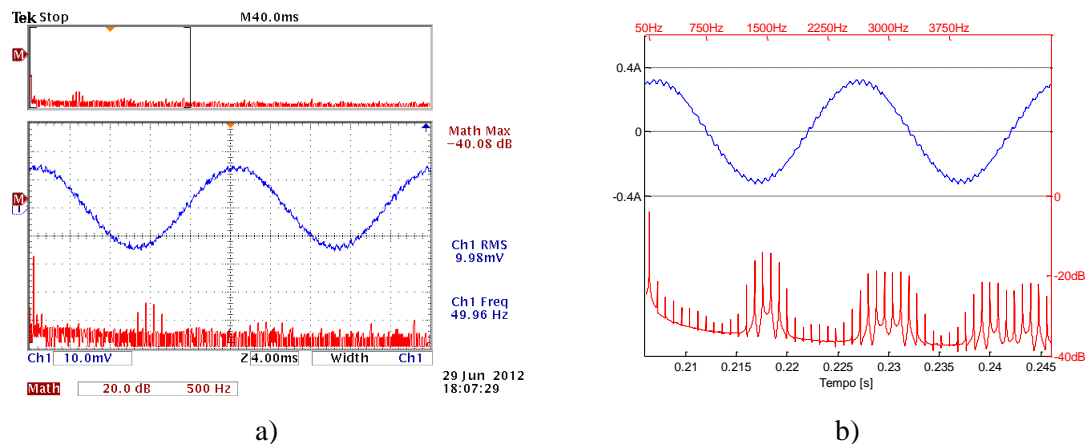 Tek Stop
M40.0ms
M
Math Max
-40.08 dB
M
1
Ch1 RMS
9.98mV
Ch1 Freq
49.96 Hz
Ch1 10.0mV Z 4.00ms Width Ch1
Math 20.0 dB 500 Hz
29 Jun 2012
18:07:29
a)
50Hz 750Hz 1500Hz 2250Hz 3000Hz 3750Hz
0.4A
0
-0.4A
0
-20dB
-40dB
0.21 0.215 0.22 0.225 0.23 0.235 0.24 0.245
Tempo [s]
b)